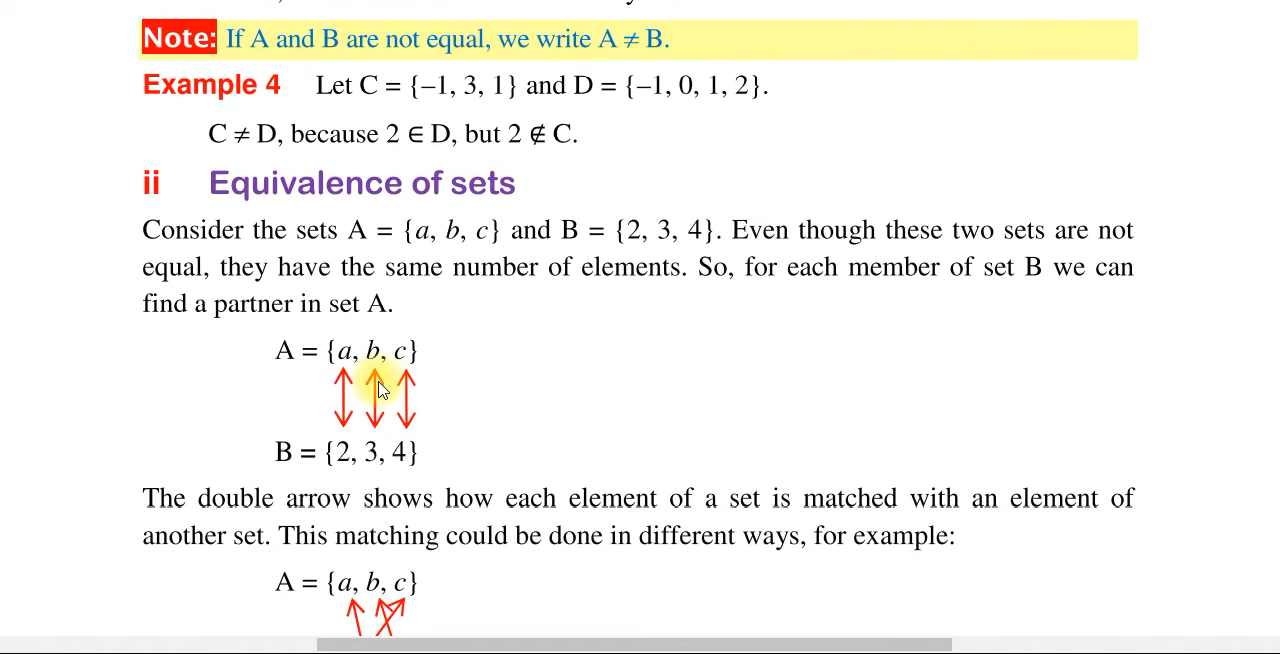 Note: If A and B are not equal, we write A ≠ B.
Example 4 Let C = {–1, 3, 1} and D = {–1, 0, 1, 2}.
C ≠ D, because 2 ∈ D, but 2 ∉ C.
ii Equivalence of sets
Consider the sets A = {a, b, c} and B = {2, 3, 4}. Even though these two sets are not
equal, they have the same number of elements. So, for each member of set B we can
find a partner in set A.
A = {a, b, c}
B = {2, 3, 4}
The double arrow shows how each element of a set is matched with an element of
another set. This matching could be done in different ways, for example:
A = {a, b, c}